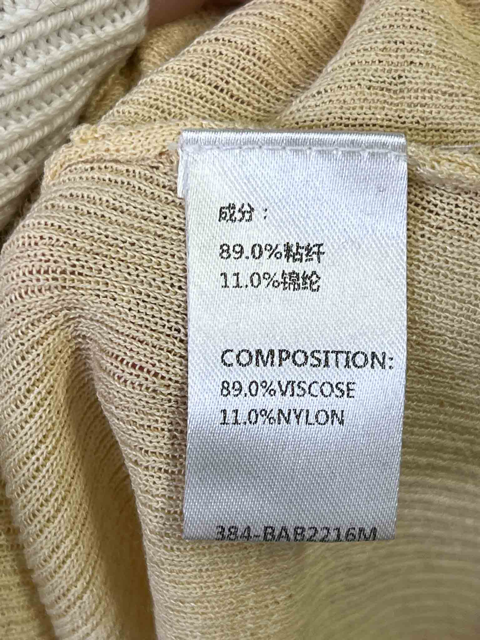 成分：
89.0%粘纤
11.0%锦纶
COMPOSITION:
89.0%VISCOSE
11.0%NYLON
384-BAB2216M